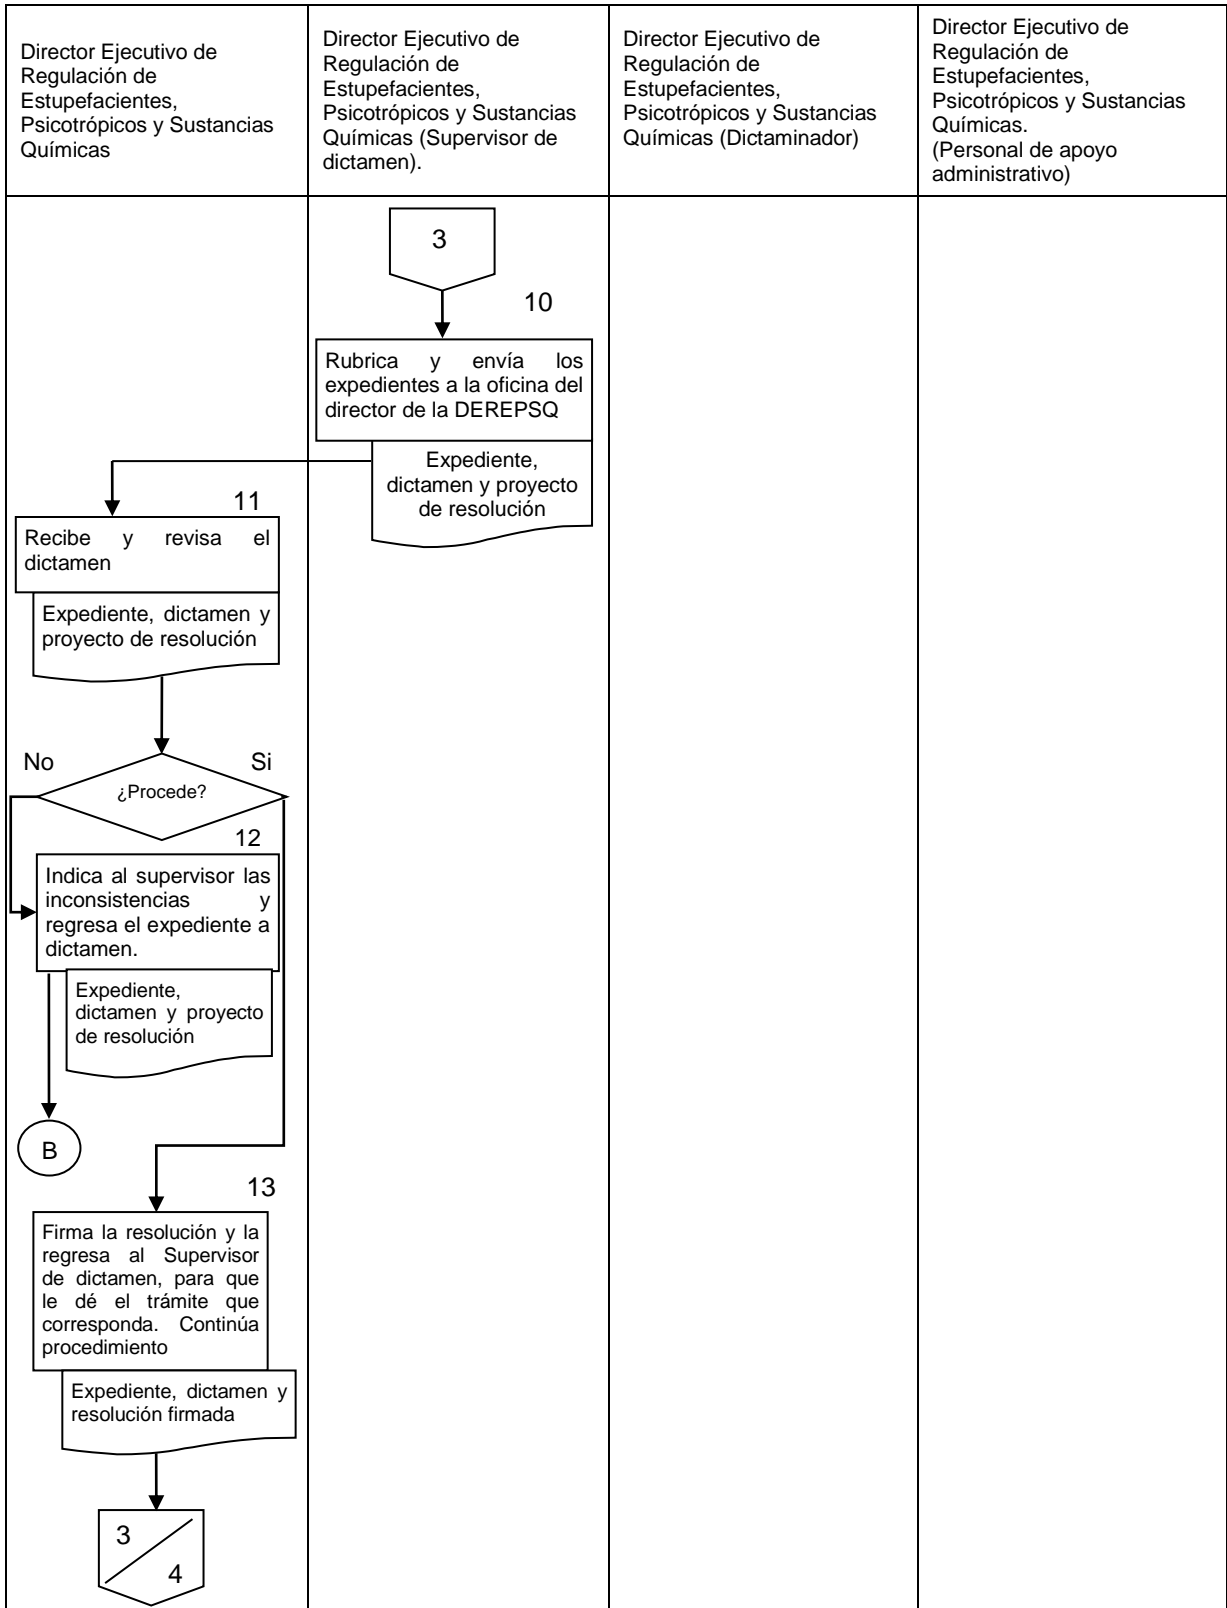 Director Ejecutivo de
Regulación de
Estupefacientes,
Psicotrópicos y Sustancias
Químicas
Director Ejecutivo de
Regulación de
Estupefacientes,
Psicotrópicos y Sustancias
Químicas (Supervisor de
dictamen).
Director Ejecutivo de
Regulación de
Estupefacientes,
Psicotrópicos y Sustancias
Químicas (Dictaminador)
Director Ejecutivo de
Regulación de
Estupefacientes,
Psicotrópicos y Sustancias
Químicas.
(Personal de apoyo
administrativo)
3
10
Rubrica y envía los
expedientes a la oficina del
director de la DEREPSQ
Expediente,
dictamen y proyecto
de resolución
11
Recibe y revisa el
dictamen
Expediente, dictamen y
proyecto de resolución
No
Si
¿Procede?
12
Indica al supervisor las
inconsistencias y
regresa el expediente a
dictamen.
Expediente,
dictamen y proyecto
de resolución
B
13
Firma la resolución y la
regresa al Supervisor
de dictamen, para que
le dé el trámite que
corresponda. Continúa
procedimiento
Expediente, dictamen y
resolución firmada
3
4